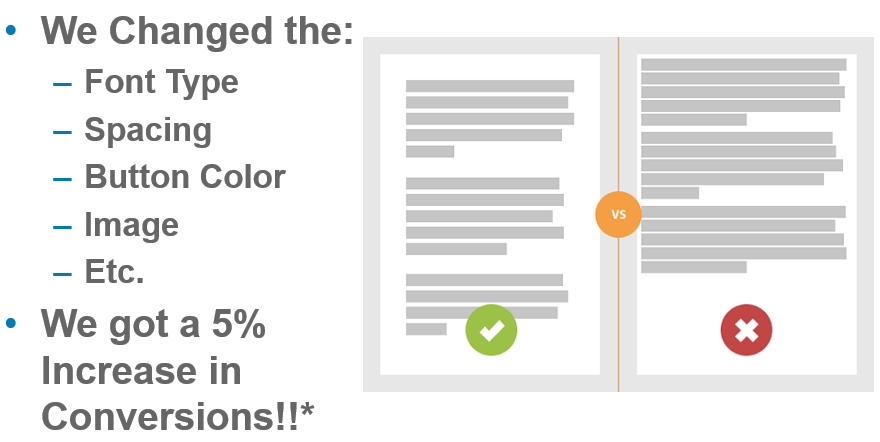 • We Changed the:
– Font Type
– Spacing
– Button Color
– Image
– Etc.
• We got a 5%
Increase in
Conversions!!*
VS